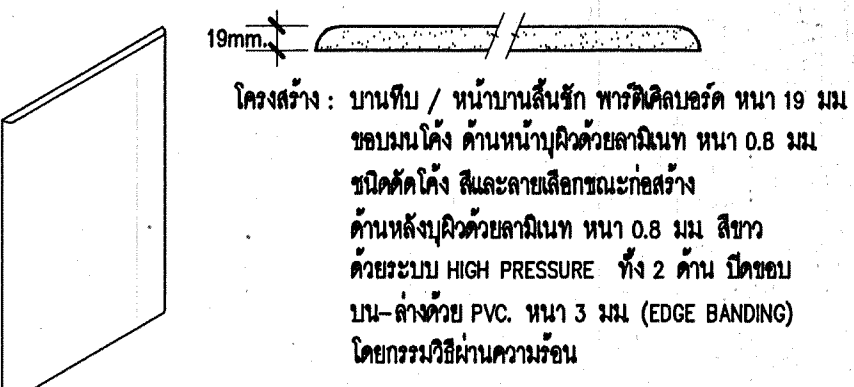 19mm.
โครงสร้าง : บานทึบ / หน้าบานลิ้นชัก พาร์ติเคิลบอร์ด หนา 19 มม
ขอบมนโค้ง ด้านหน้าบุผิวด้วยลามิเนท หนา 0.8 มม
ชนิดดัดโค้ง สีและลายเลือกขณะก่อสร้าง
ด้านหลังบุผิวด้วยลามิเนท หนา 0.8 มม สีขาว
ด้วยระบบ HIGH PRESSURE ทั้ง 2 ด้าน ปิดขอบ
บน-ล่างด้วย PVC. หนา 3 มม (EDGE BANDING)
โดยกรรมวิธีผ่านความร้อน